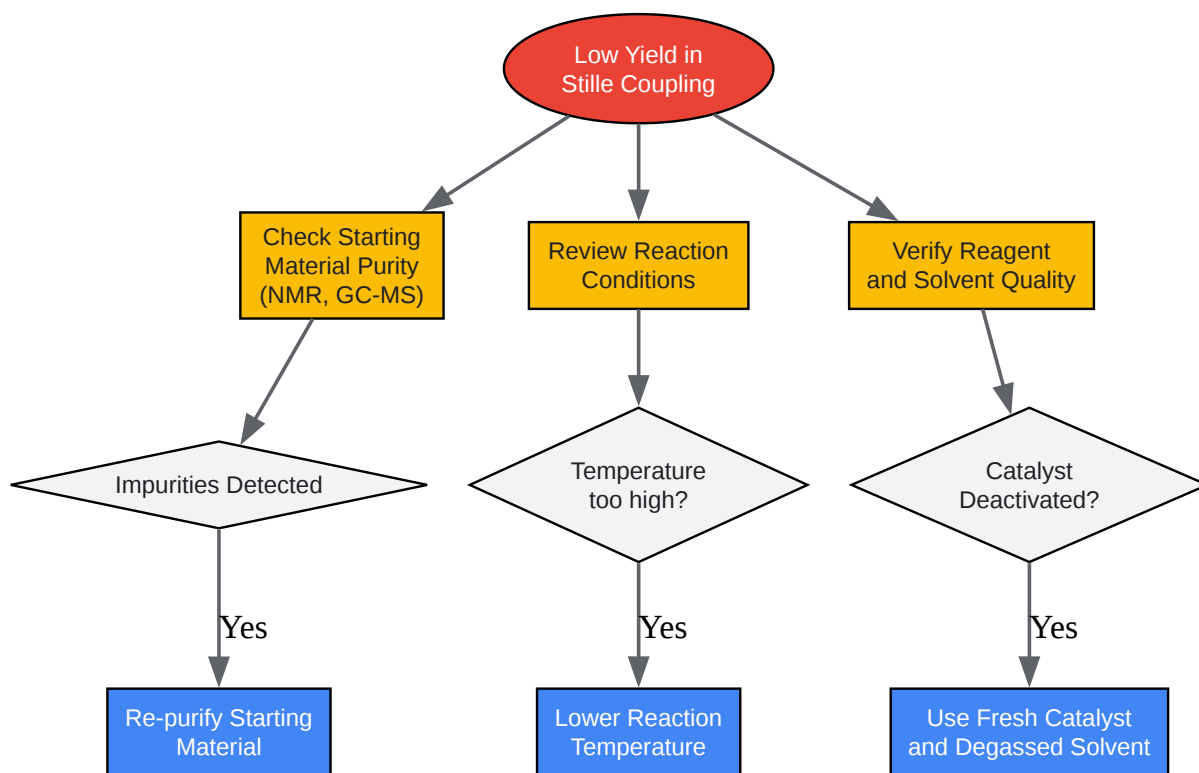 Low Yield in
Stille Coupling
Check Starting
Material Purity
(NMR, GC-MS)
Review Reaction
Conditions
Verify Reagent
and Solvent Quality
Impurities Detected
Temperature
too high?
Catalyst
Deactivated?
Yes
Yes
Yes
Re-purify Starting
Material
Lower Reaction
Temperature
Use Fresh Catalyst
and Degassed Solvent